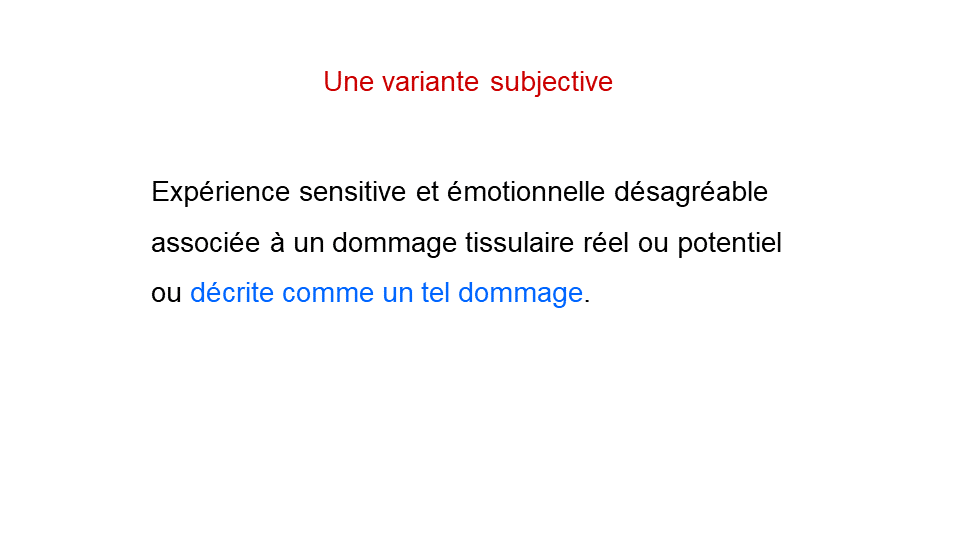 Une variante subjective
Expérience sensitive et émotionnelle désagréable
associée à un dommage tissulaire réel ou potentiel
ou décrite comme un tel dommage.